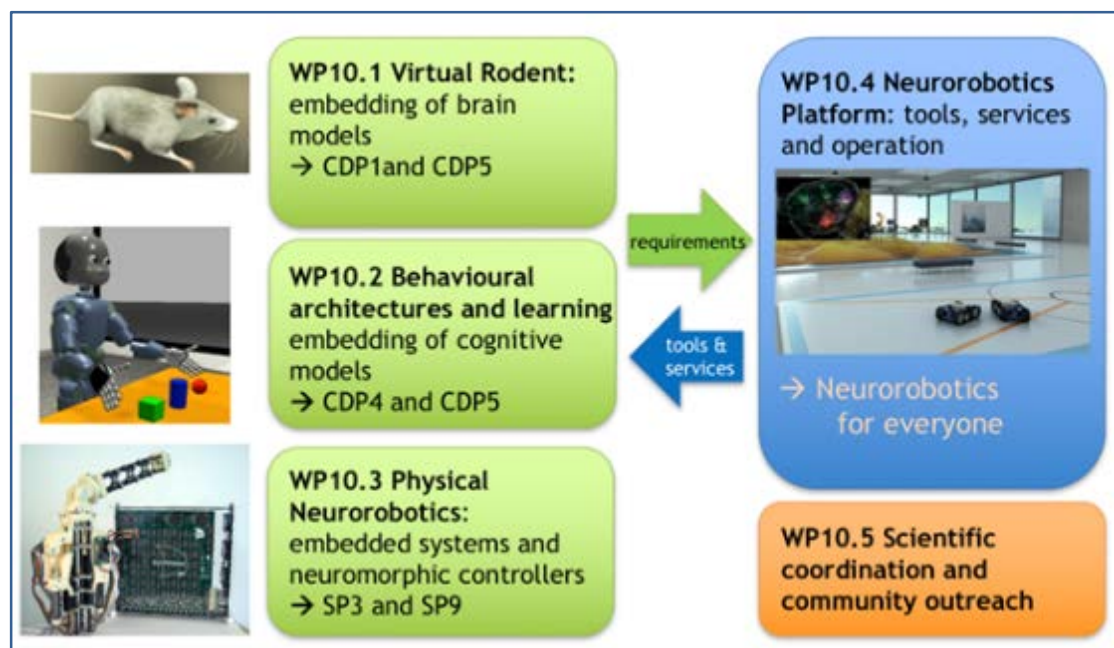 WP10.1 Virtual Rodent:
embedding of brain
models
→ CDP1and CDP5
WP10.2 Behavioural
architectures and learning
embedding of cognitive
models
→ CDP4 and CDP5
WP10.3 Physical
Neurorobotics:
embedded systems and
neuromorphic controllers
→ SP3 and SP9
requirements
tools &
services
WP10.4 Neurorobotics
Platform: tools, services
and operation
→ Neurorobotics
for everyone
WP10.5 Scientific
coordination and
community outreach